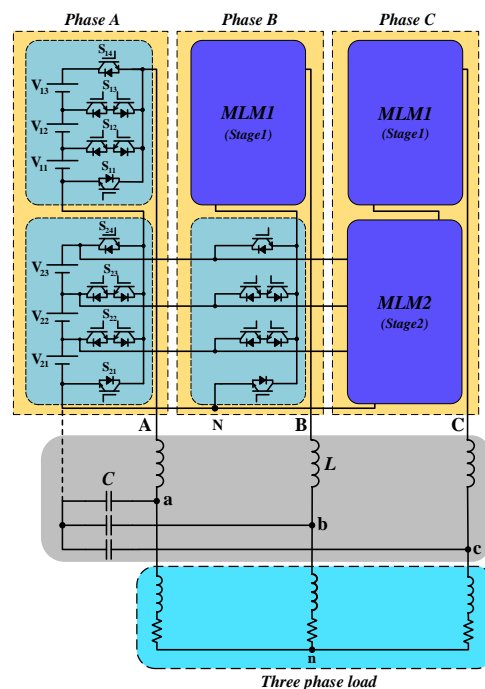 Phase A
Phase B
Phase C
S14
V13
S13
V12
S12
V11
S11
MLM1
(Stage1)
MLM1
(Stage1)
S24
V23
S23
V22
S22
V21
S21
MLM2
(Stage2)
A
N
B
C
C
L
a
b
c
n
Three phase load